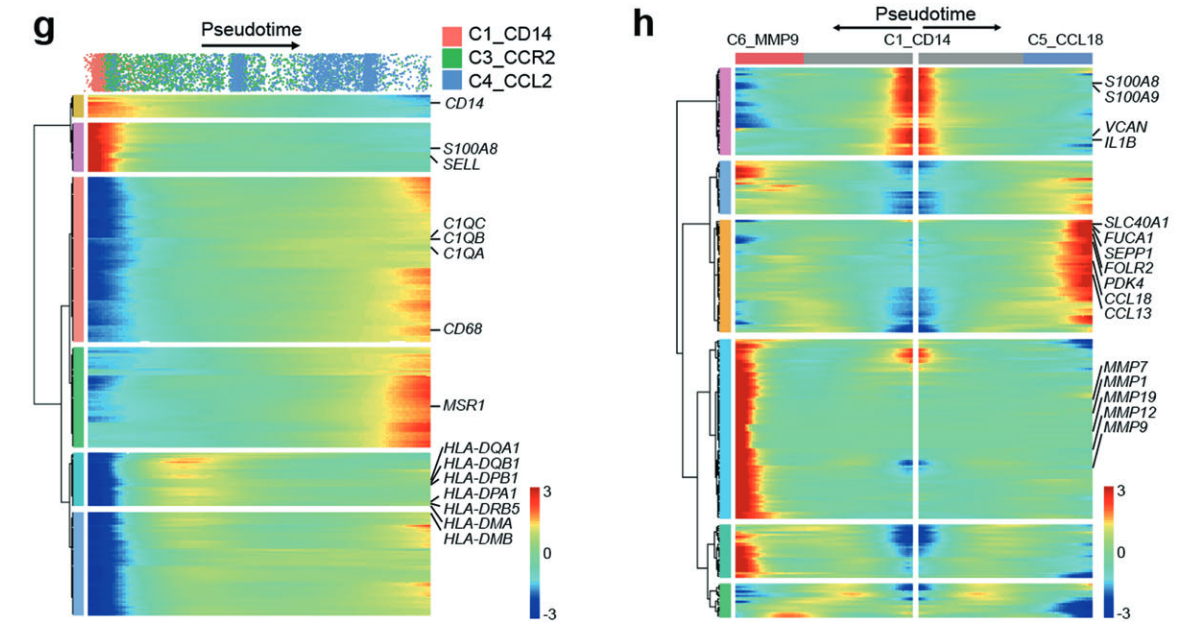 g
Pseudotime
C1_CD14
C3_CCR2
C4_CCL2
CD14
S100A8
SELL
C1QC
C1QB
C1QA
CD68
MSR1
HLA-DQA1
HLA-DQB1
HLA-DPB1
HLA-DPA1
HLA-DRB5
HLA-DMA
HLA-DMB
3
0
-3
h
Pseudotime
C6_MMP9 C1_CD14 C5_CCL18
S100A8
S100A9
VCAN
IL1B
SLC40A1
FUCA1
SEPP1
FOLR2
PDK4
CCL18
CCL13
MMP7
MMP1
MMP19
MMP12
MMP9
3
0
-3